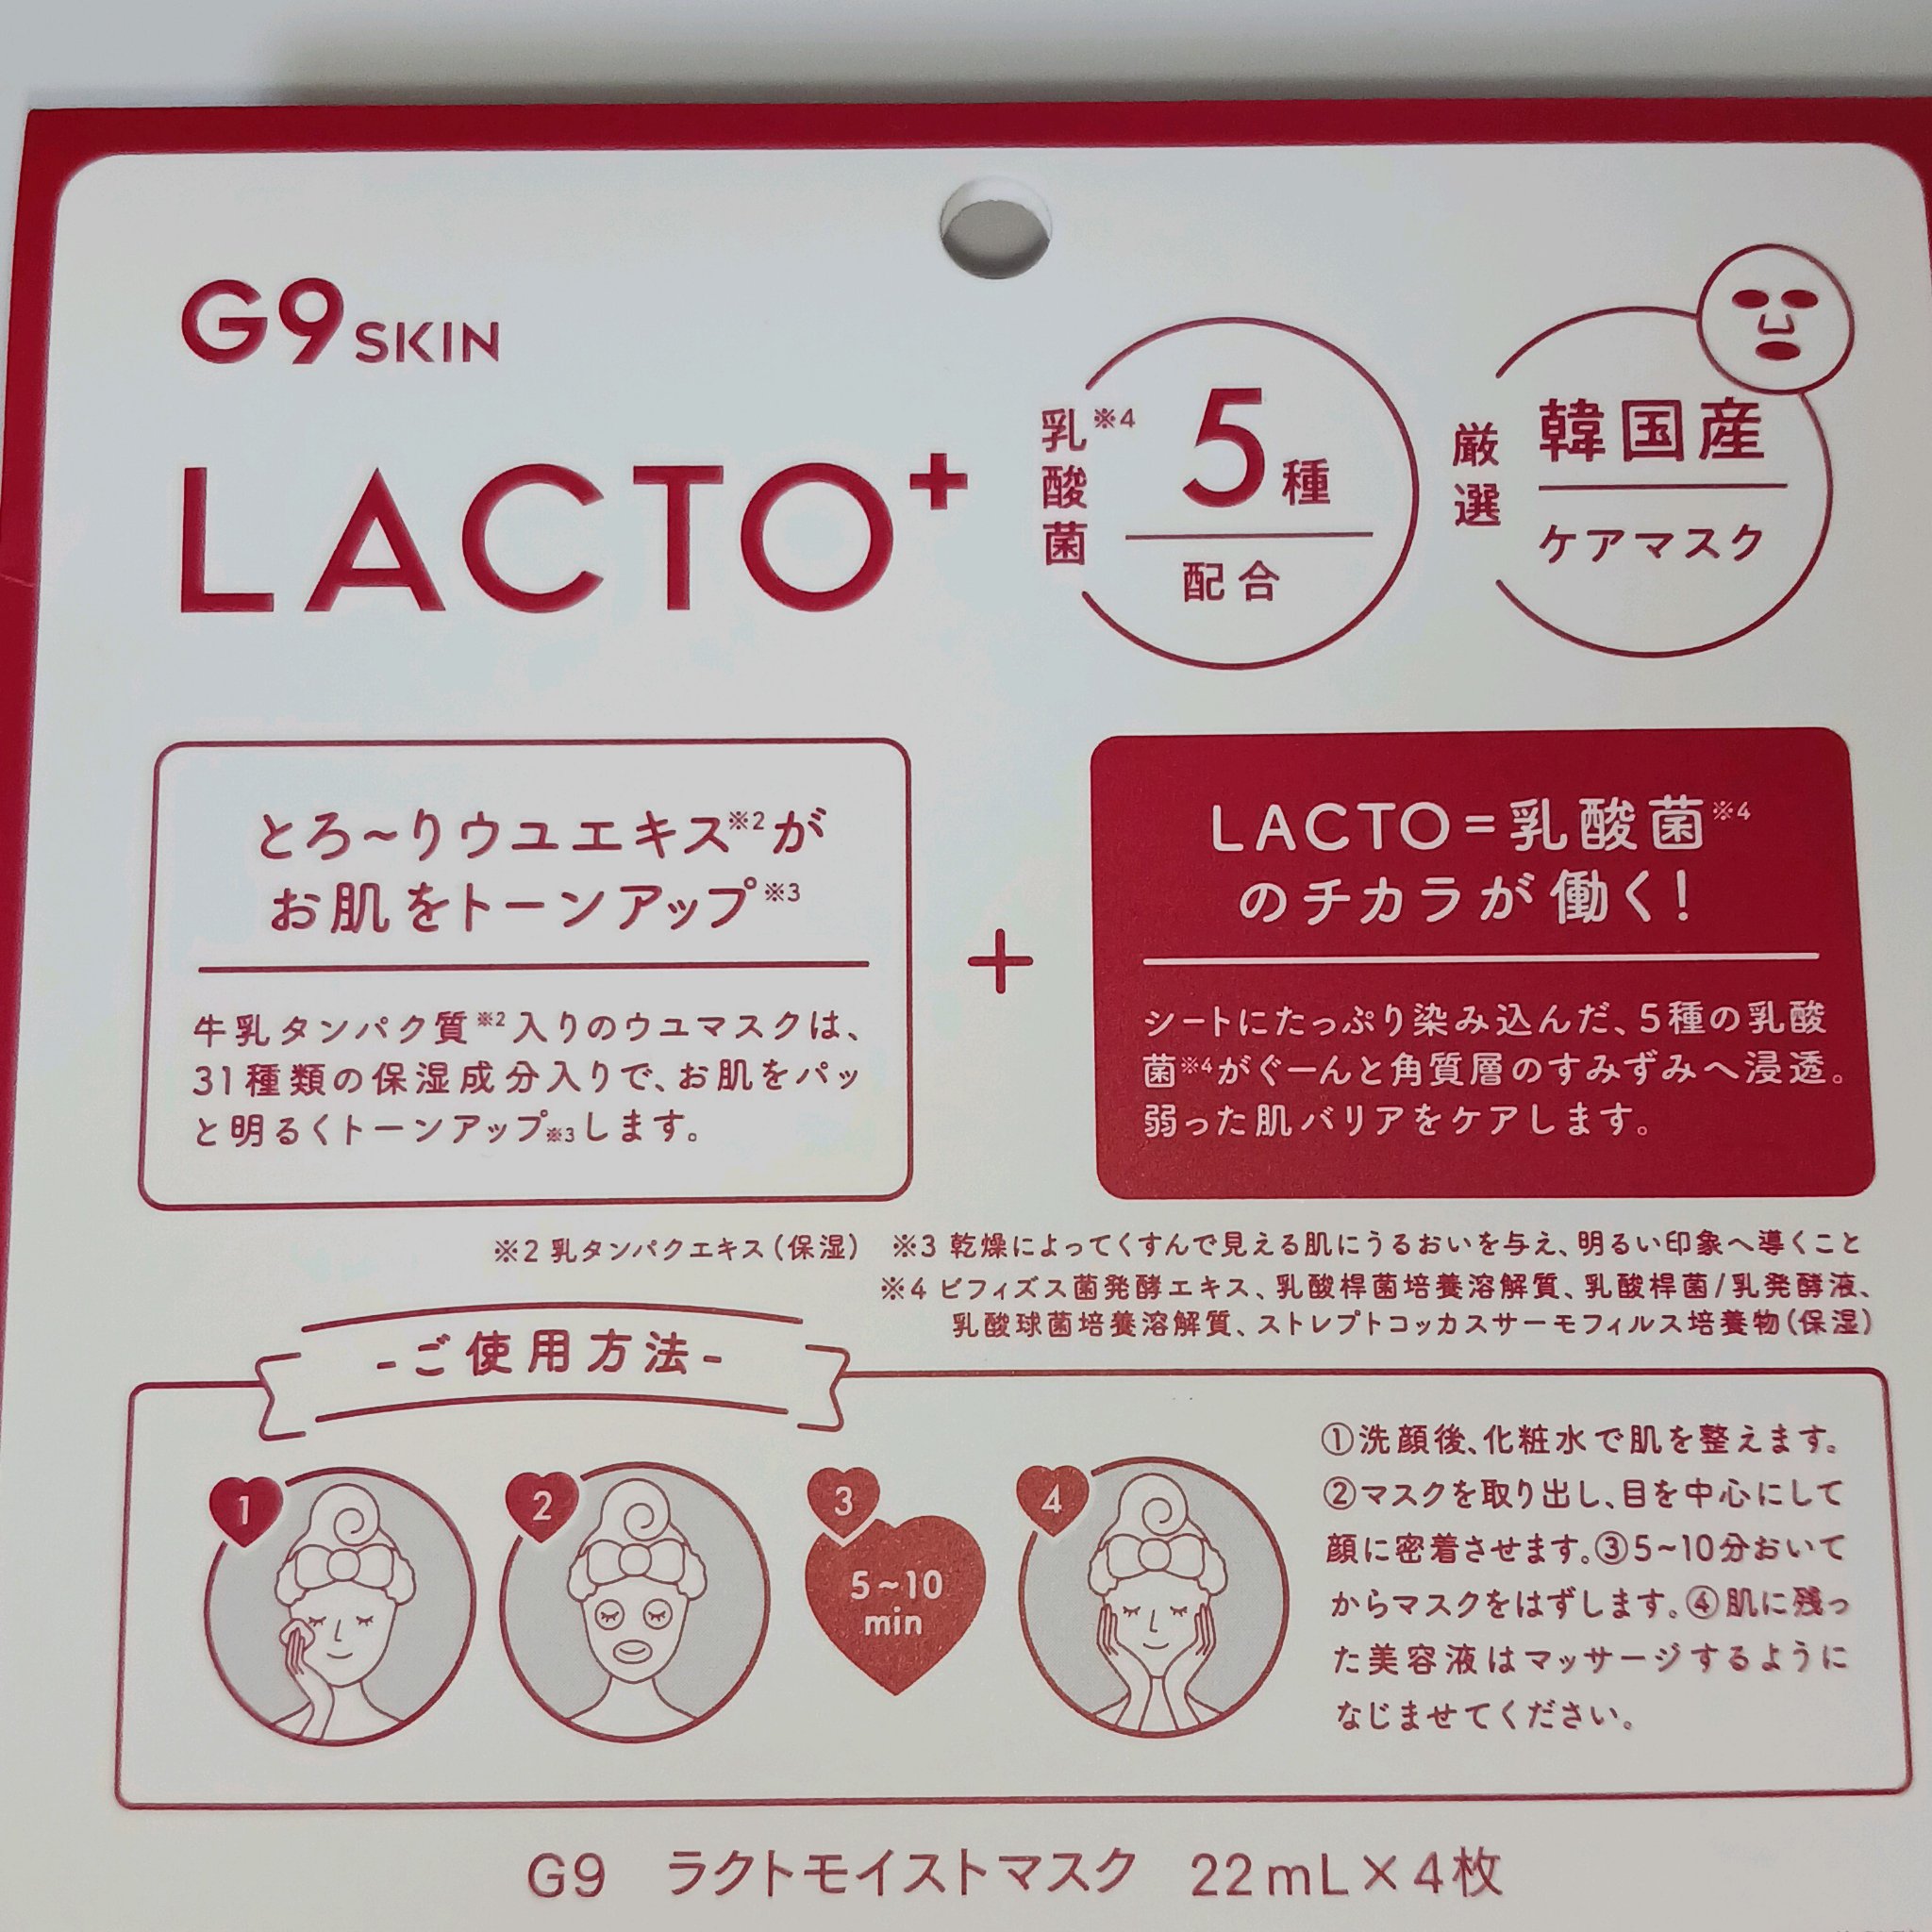 G9 SKIN
LACTO+
乳酸菌※4
5種
配合
厳選
韓国産
ケアマスク
とろ〜りウユエキス※2が
お肌をトーンアップ※3
牛乳タンパク質※2入りのウユマスクは、
31種類の保湿成分入りで、お肌をパッ
と明るくトーンアップ※3します。
+
LACTO=乳酸菌※4
のチカラが働く!
シートにたっぷり染み込んだ、5種の乳酸
菌※4がぐーんと角質層のすみずみへ浸透。
弱った肌バリアをケアします。
※2 乳タンパクエキス(保湿) ※3 乾燥によってくすんで見える肌にうるおいを与え、明るい印象へ導くこと
※4 ビフィズス菌発酵エキス、乳酸桿菌培養溶解質、乳酸桿菌/乳発酵液、
乳酸球菌培養溶解質、ストレプトコッカスサーモフィルス培養物(保湿)
-ご使用方法-
1
2
3
5~10
min
4
①洗顔後、化粧水で肌を整えます。
②マスクを取り出し、目を中心にして
顔に密着させます。③5~10分おいて
からマスクをはずします。④肌に残っ
た美容液はマッサージするように
なじませてください。
G9 ラクトモイストマスク 22mL×4枚